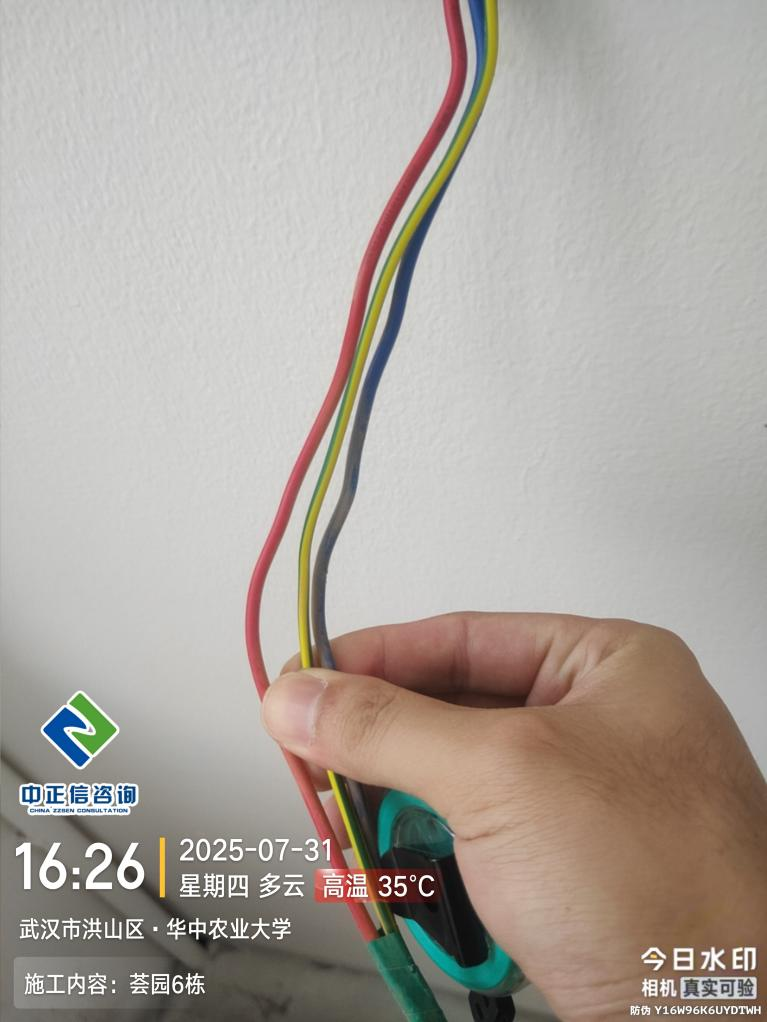 中正信咨询
CHINA ZZSEN CONSULTATION
16:26
2025-07-31
星期四 多云 高温 35°C
武汉市洪山区·华中农业大学
施工内容：荟园6栋
今日水印
相机 真实可验
防伪 Y16W96K6UYDTWH